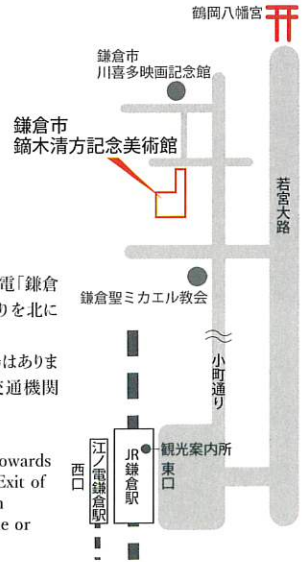 鶴岡八幡宮
鎌倉市
川喜多映画記念館
鎌倉市
鏑木清方記念美術館
若宮大路
電「鎌倉
りを北に
鎌倉聖ミカエル教会
はありま
交通機関
小町通り
観光案内所
JR鎌倉駅
東口
江ノ電鎌倉駅
西口
owards
Exit of
n
e or